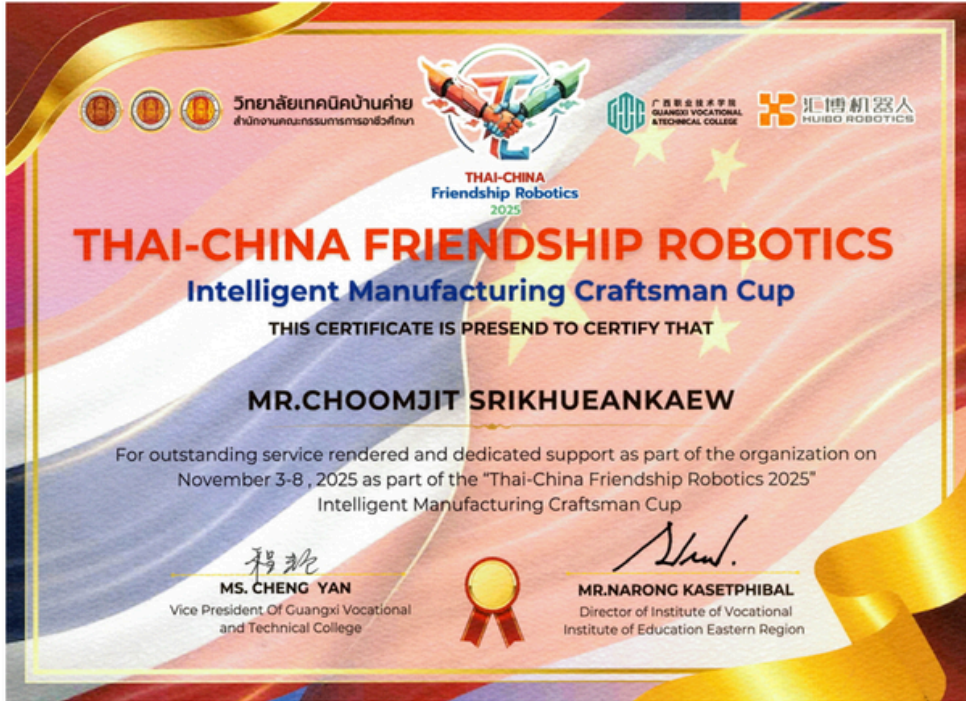 วิทยาลัยเทคนิคบ้านค่าย
สำนักงานคณะกรรมการการอาชีวศึกษา
THAI-CHINA
Friendship Robotics
2025
广西职业技术学院
GUANGXI VOCATIONAL
&TECHNICAL COLLEGE
汇博机器人
HUIBO ROBOTICS
THAI-CHINA FRIENDSHIP ROBOTICS
Intelligent Manufacturing Craftsman Cup
THIS CERTIFICATE IS PRESEND TO CERTIFY THAT
MR.CHOOMJIT SRIKHUEANKAEW
For outstanding service rendered and dedicated support as part of the organization on
November 3-8 , 2025 as part of the “Thai-China Friendship Robotics 2025”
Intelligent Manufacturing Craftsman Cup
MS. CHENG YAN
Vice President Of Guangxi Vocational
and Technical College
MR.NARONG KASETPHIBAL
Director of Institute of Vocational
Institute of Education Eastern Region